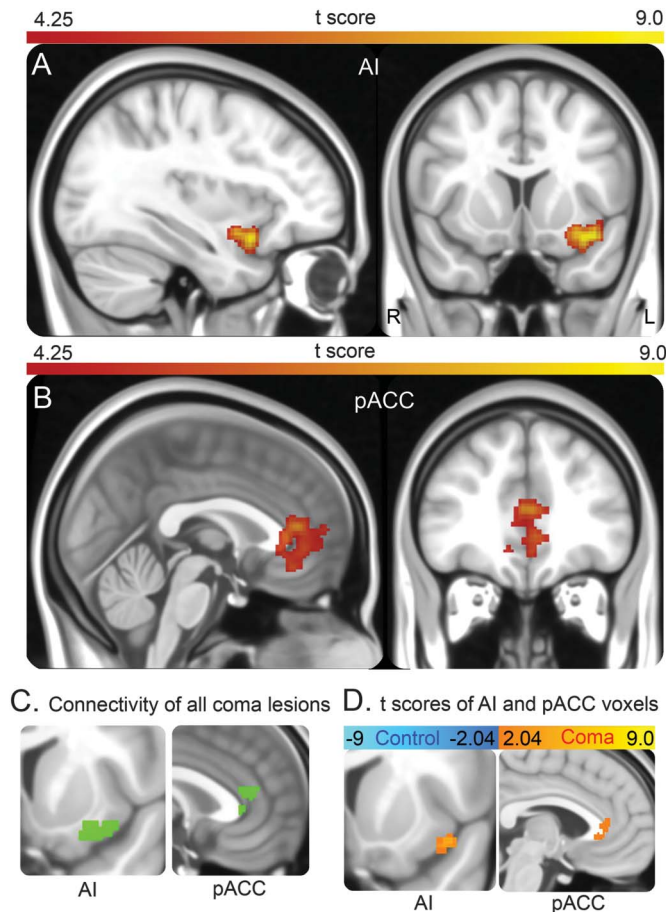 4.25 t score 9.0
A AI
R L
4.25 t score 9.0
B pACC
C. Connectivity of all coma lesions
AI pACC
D. t scores of AI and pACC voxels
-9 Control -2.04 2.04 Coma 9.0
AI pACC